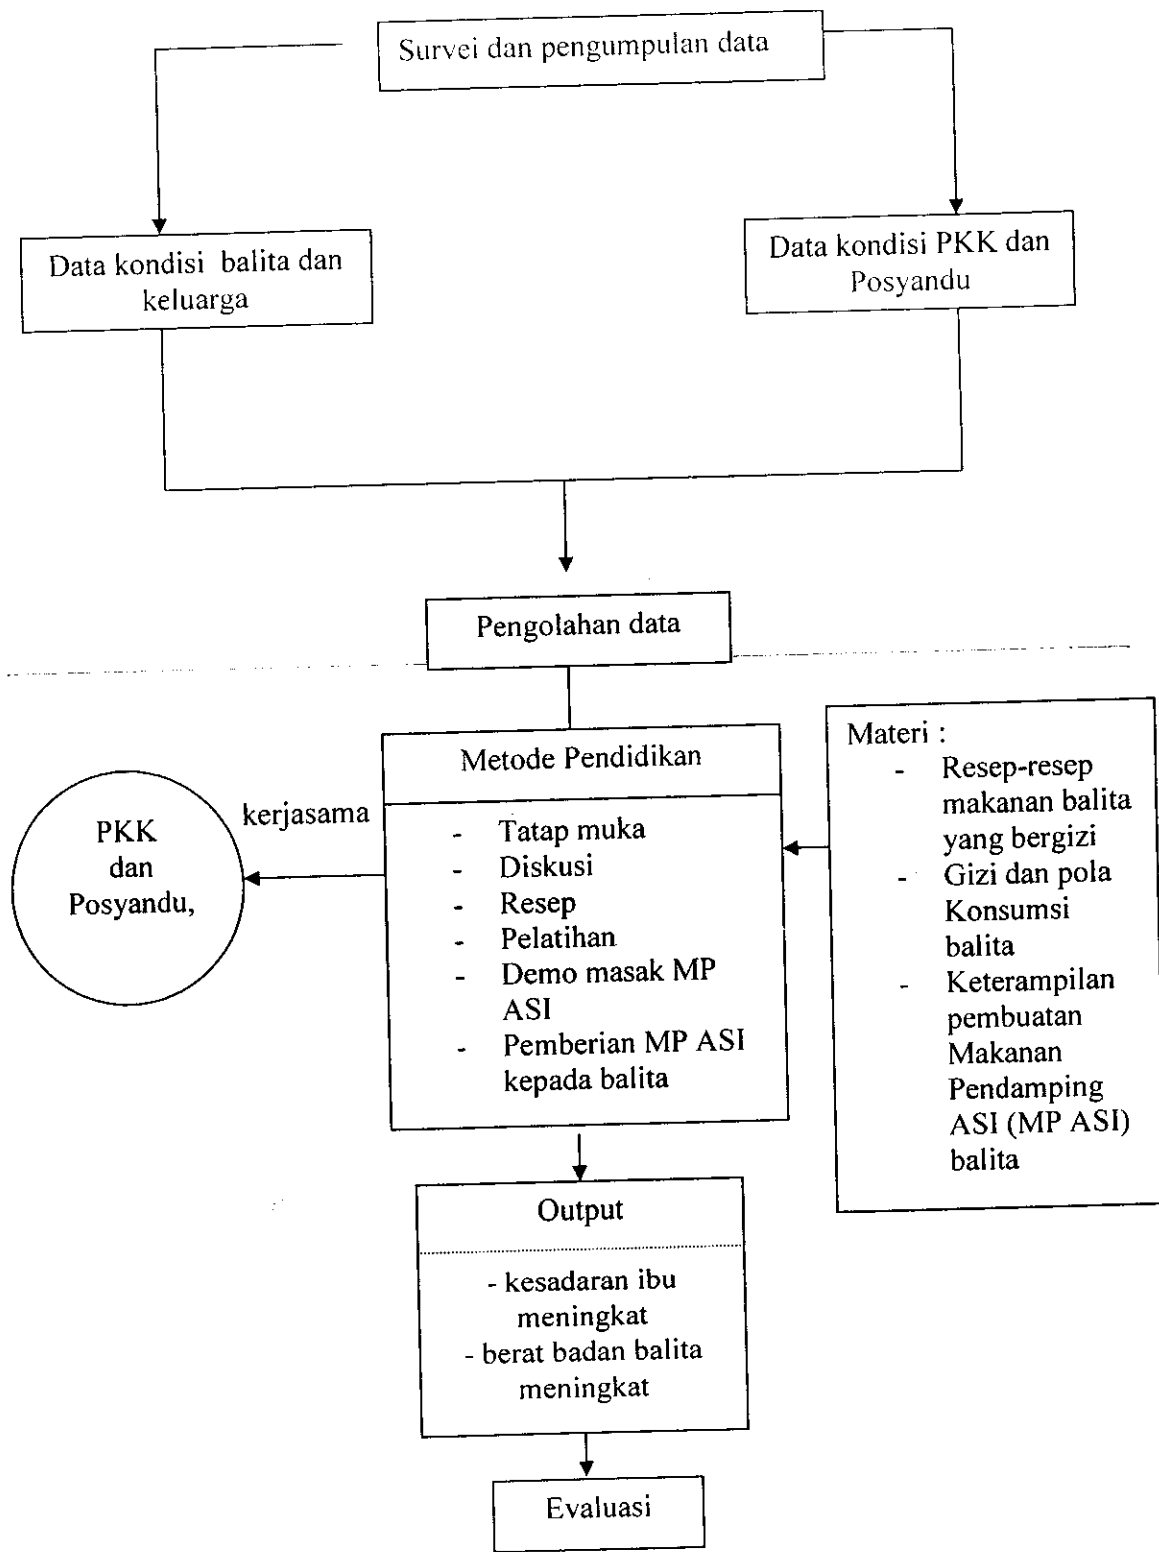 Survei dan pengumpulan data
Data kondisi balita dan
keluarga
Data kondisi PKK dan
Posyandu
Pengolahan data
Metode Pendidikan
- Tatap muka
- Diskusi
- Resep
- Pelatihan
- Demo masak MP
ASI
- Pemberian MP ASI
kepada balita
kerjasama
PKK
dan
Posyandu,
Materi :
- Resep-resep
makanan balita
yang bergizi
- Gizi dan pola
Konsumsi
balita
- Keterampilan
pembuatan
Makanan
Pendamping
ASI (MP ASI)
balita
Output
- kesadaran ibu
meningkat
- berat badan balita
meningkat
Evaluasi